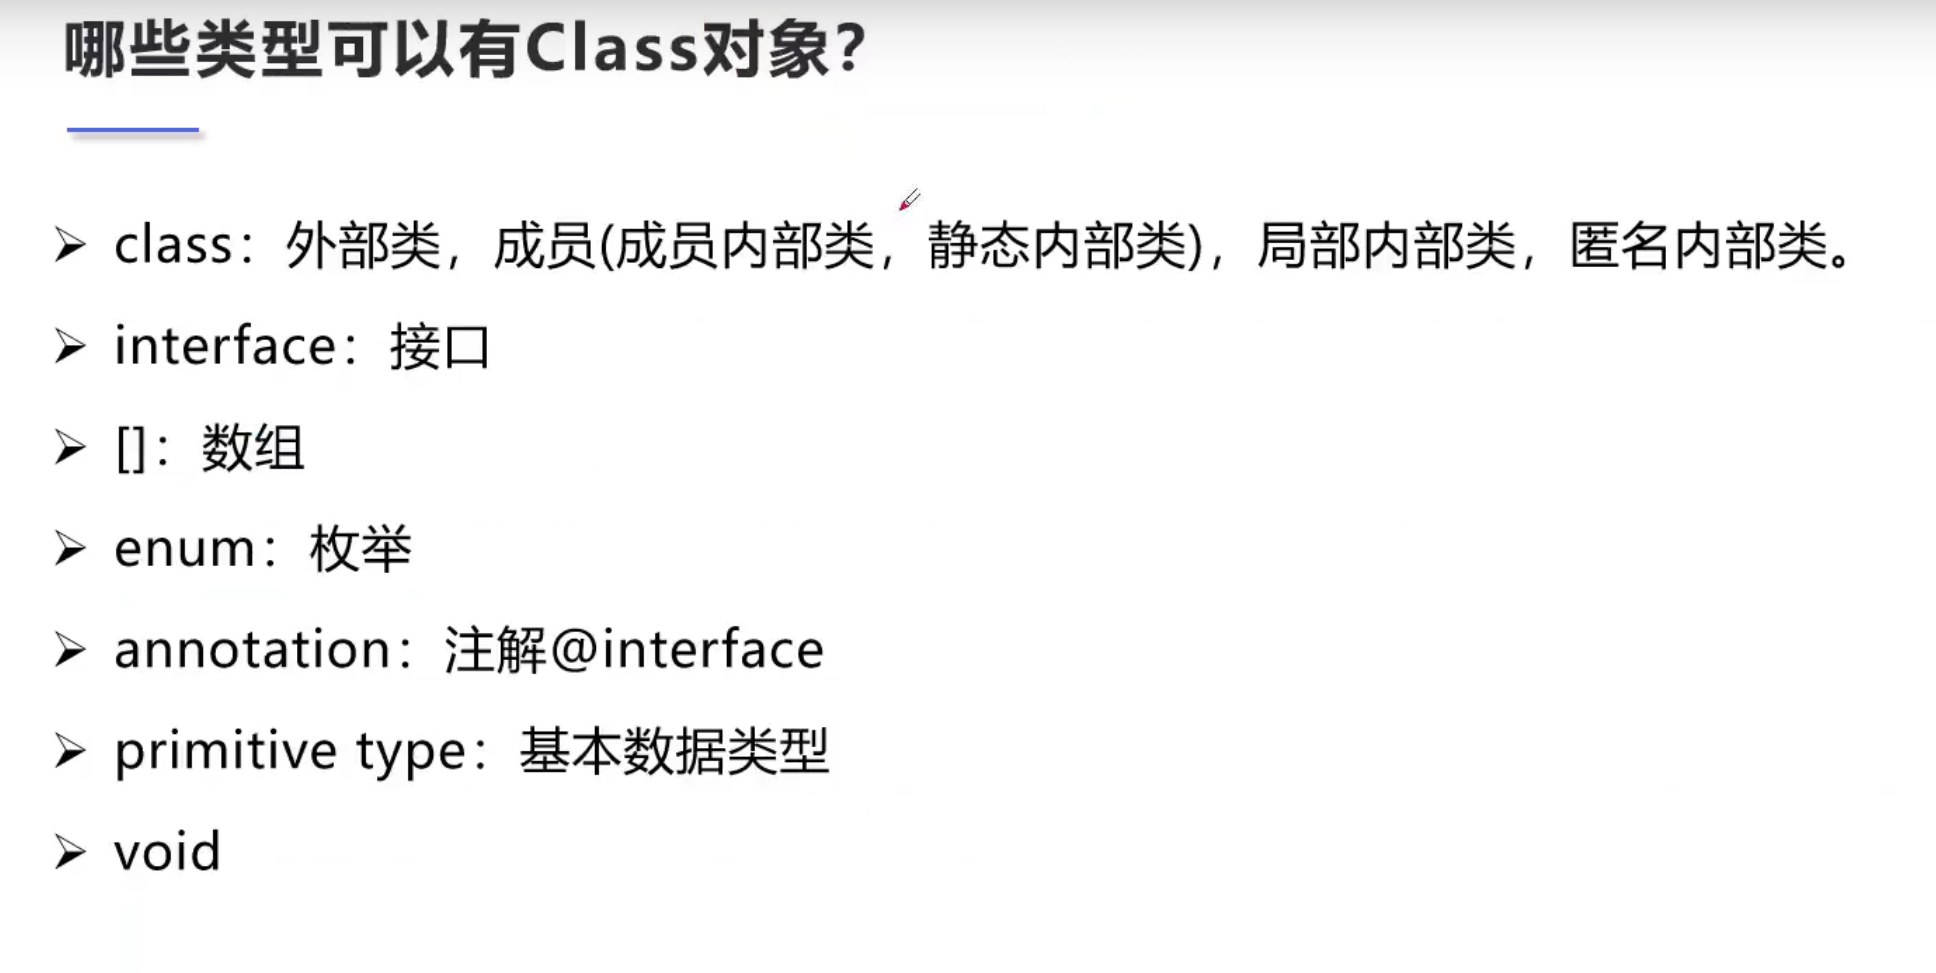 哪些类型可以有Class对象？
class：外部类，成员(成员内部类，静态内部类)，局部内部类，匿名内部类。
interface：接口
[]：数组
enum：枚举
annotation：注解@interface
primitive type：基本数据类型
void